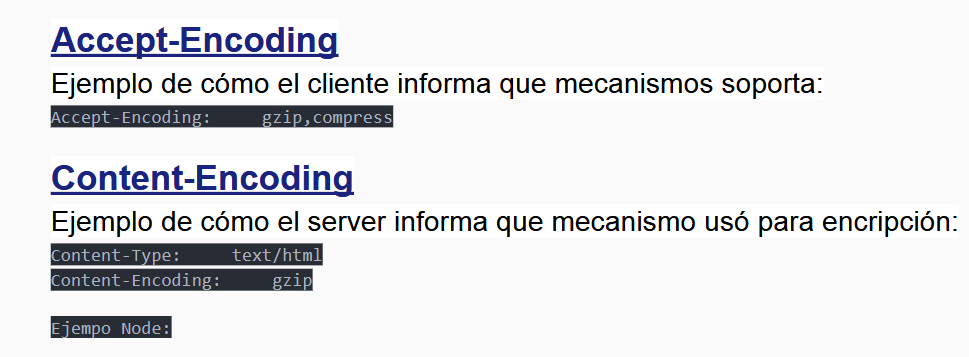 Accept-Encoding
Ejemplo de cómo el cliente informa que mecanismos soporta:
Accept-Encoding:     gzip,compress
Content-Encoding
Ejemplo de cómo el server informa que mecanismo usó para encripción:
Content-Type:     text/html
Content-Encoding:     gzip
Ejempo Node: